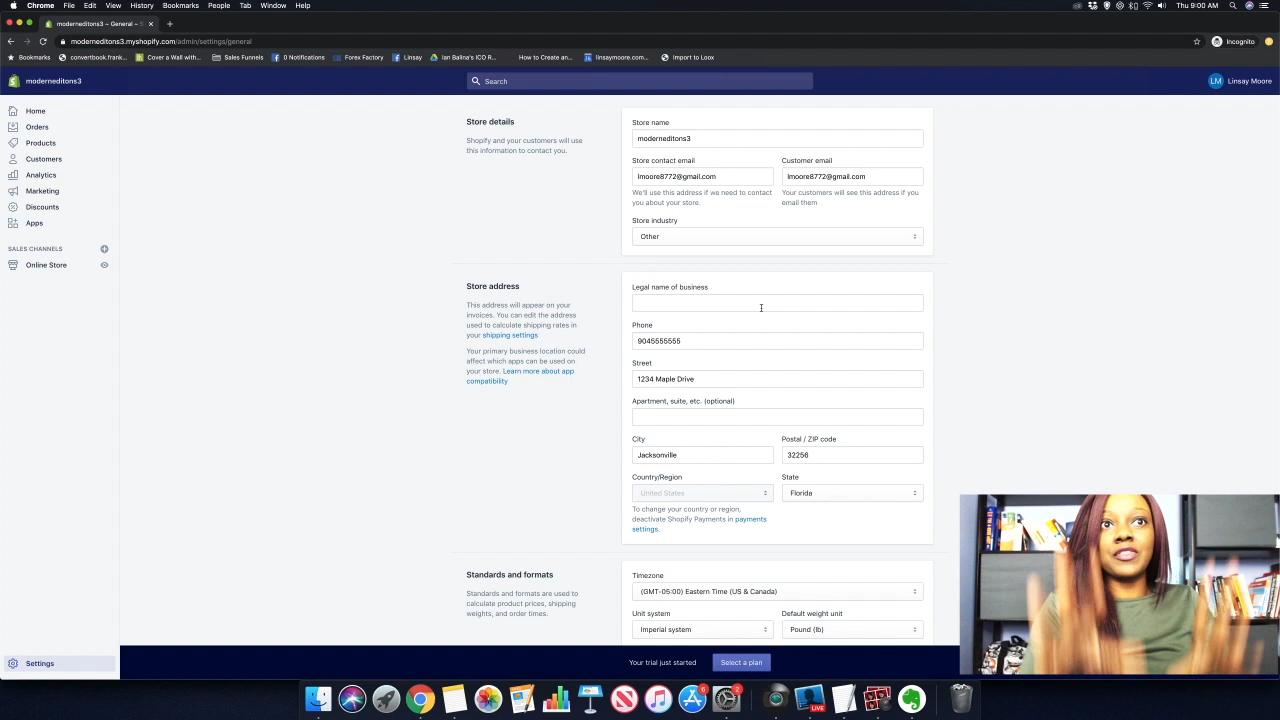 Chrome File Edit View History Bookmarks People Tab Window Help
Thu 9:00 AM
moderneditons3 ~ General ~ S
moderneditons3.myshopify.com/admin/settings/general
Incognito
Bookmarks convertbook.frank... Cover a Wall with... Sales Funnels 0 Notifications Forex Factory Linsay Ian Balina's ICO R... How to Create an... linsaymoore.com... Import to Loox
moderneditons3
Search
LM Linsay Moore
Home
Orders
Products
Customers
Analytics
Marketing
Discounts
Apps
SALES CHANNELS
Online Store
Settings
Store details
Shopify and your customers will use
this information to contact you.
Store name
moderneditons3
Store contact email
lmoore8772@gmail.com
We'll use this address if we need to contact
you about your store.
Customer email
lmoore8772@gmail.com
Your customers will see this address if you
email them
Store industry
Other
Store address
This address will appear on your
invoices. You can edit the address
used to calculate shipping rates in
your shipping settings
Your primary business location could
affect which apps can be used on
your store. Learn more about app
compatibility
Legal name of business
Phone
9045555555
Street
1234 Maple Drive
Apartment, suite, etc. (optional)
City
Jacksonville
Postal / ZIP code
32256
Country/Region
United States
State
Florida
To change your country or region,
deactivate Shopify Payments in payments
settings.
Standards and formats
Standards and formats are used to
calculate product prices, shipping
weights, and order times.
Timezone
(GMT-05:00) Eastern Time (US & Canada)
Unit system
Imperial system
Default weight unit
Pound (lb)
Your trial just started
Select a plan
6
2
LIVE